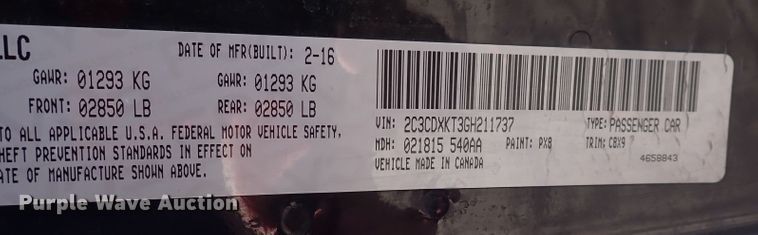 LLC DATE OF MFR(BUILT): 2-16
GAWR: 01293 KG GAWR: 01293 KG
FRONT: 02850 LB REAR: 02850 LB
TO ALL APPLICABLE U.S.A. FEDERAL MOTOR VEHICLE SAFETY,
HEFT PREVENTION STANDARDS IN EFFECT ON
ATE OF MANUFACTURE SHOWN ABOVE.
VIN: 2C3CDXKT3GH211737 TYPE: PASSENGER CAR
MDH: 021815 540AA PAINT: PX8 TRIM: CBX9
VEHICLE MADE IN CANADA 4658843
Purple Wave Auction